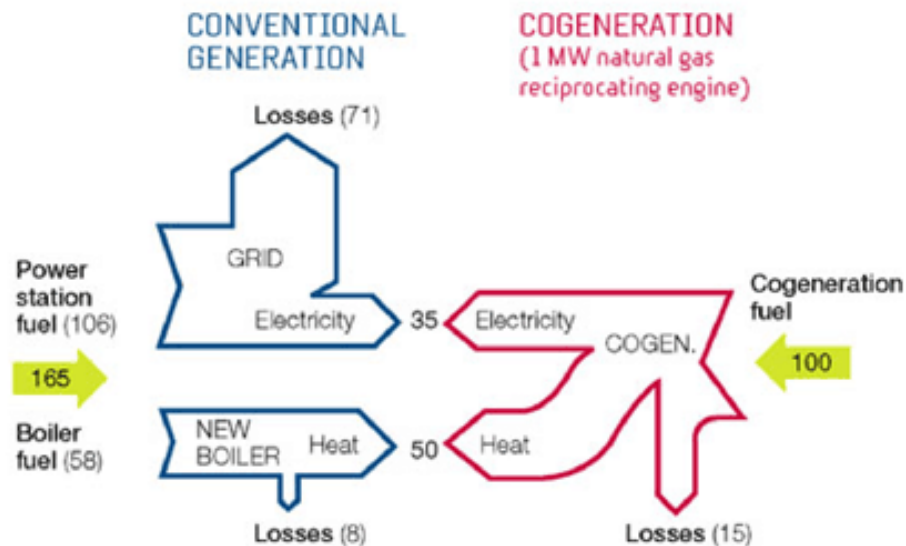 CONVENTIONAL
GENERATION
COGENERATION
(1 MW natural gas
reciprocating engine)
Losses (71)
GRID
Power
station
fuel (106)
Electricity
35
Electricity
COGEN.
Cogeneration
fuel
165
100
Boiler
fuel (58)
NEW
BOILER
Heat
50
Heat
Losses (8)
Losses (15)